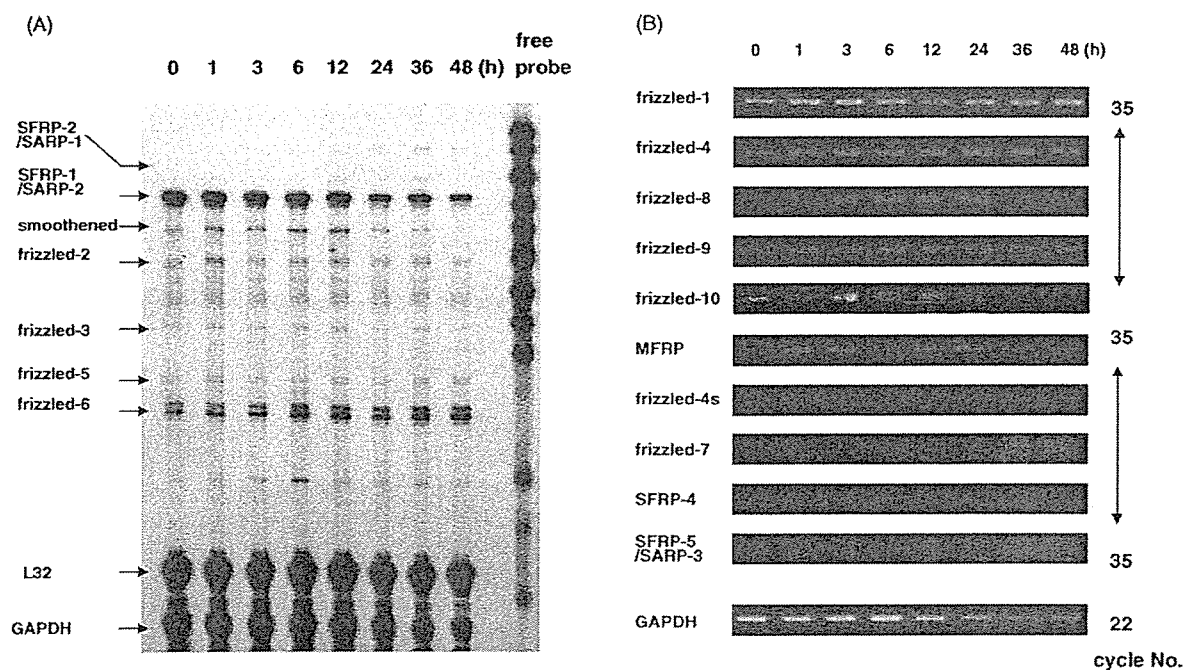 (A)
free
probe
0 1 3 6 12 24 36 48 (h)
SFRP-2
/SARP-1
SFRP-1
/SARP-2
smoothened
frizzled-2
frizzled-3
frizzled-5
frizzled-6
L32
GAPDH
(B)
0 1 3 6 12 24 36 48 (h)
frizzled-1
35
frizzled-4
frizzled-8
frizzled-9
frizzled-10
MFRP
35
frizzled-4s
frizzled-7
SFRP-4
SFRP-5
/SARP-3
35
GAPDH
22
cycle No.